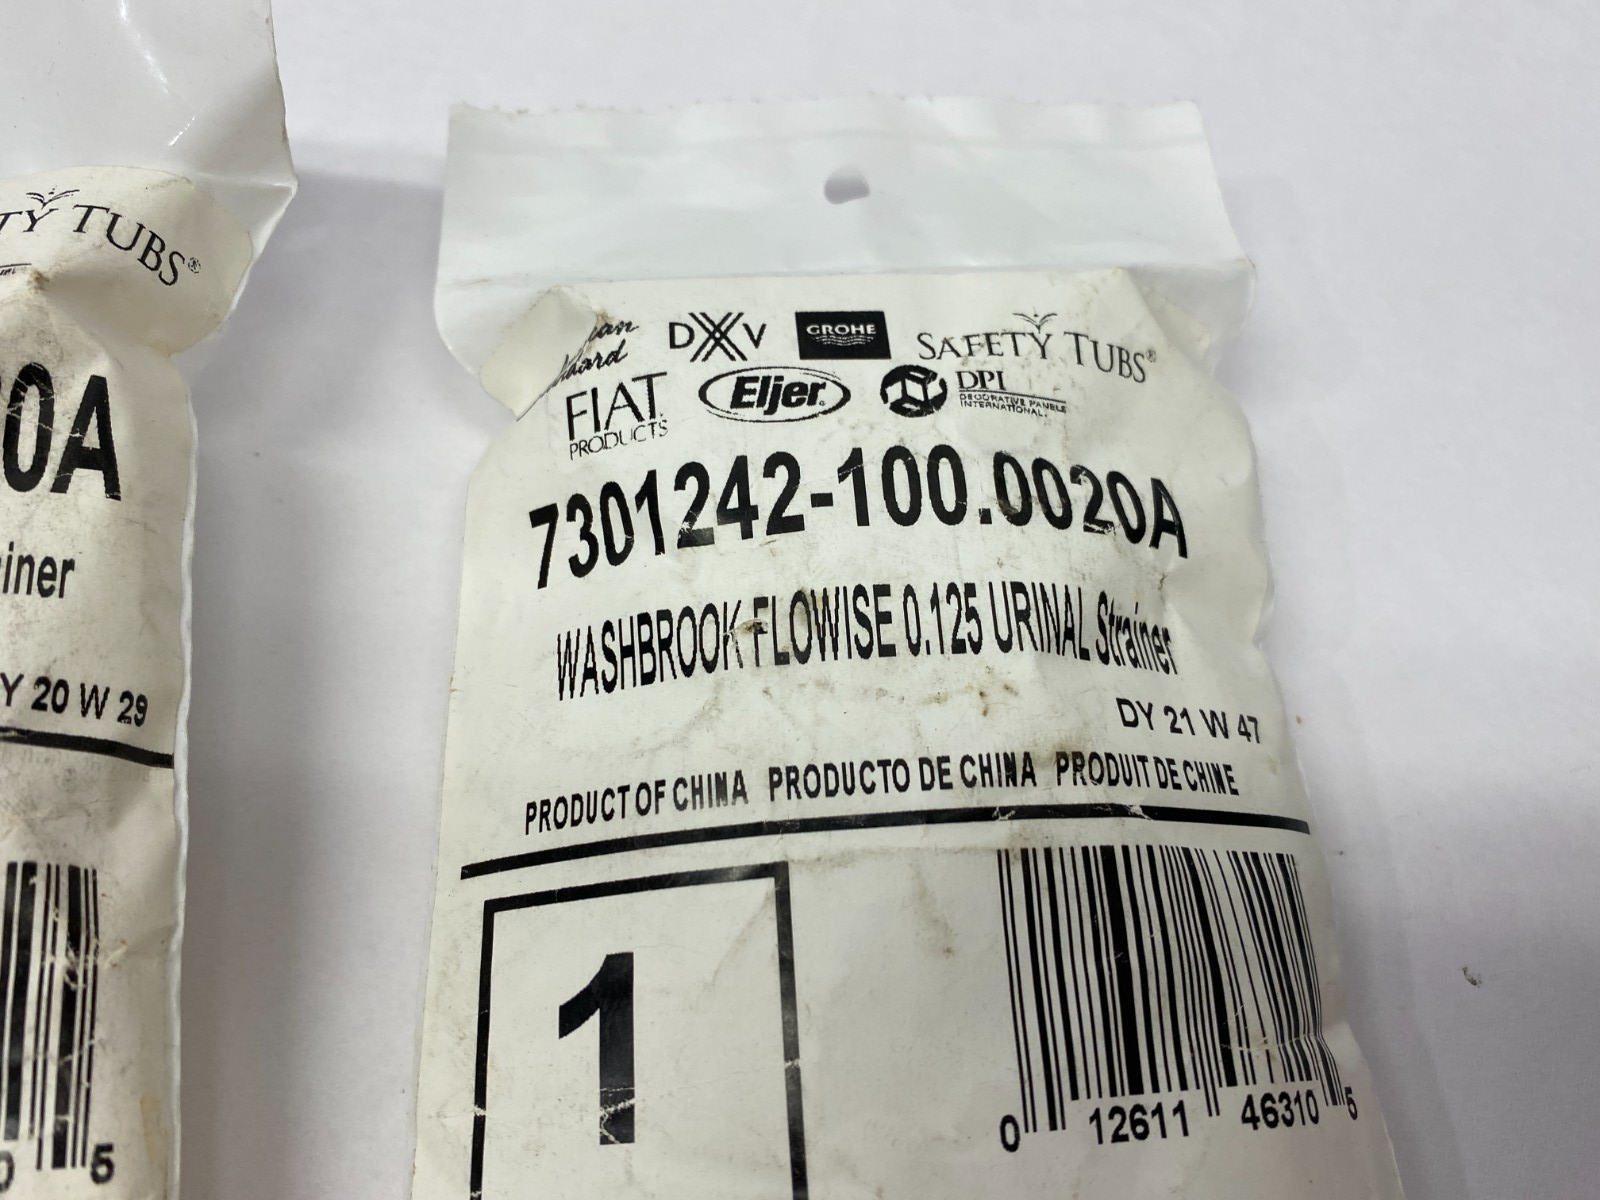 TY TUBS®
0A
iner
Y 20 W 29
5
DXV GROHE SAFETY TUBS®
FIAT PRODUCTS Eljer DPI DECORATIVE PANELS INTERNATIONAL
7301242-100.0020A
WASHBROOK FLOWISE 0.125 URINAL Strainer
DY 21 W 47
PRODUCT OF CHINA PRODUCTO DE CHINA PRODUIT DE CHINE
1
0 12611 46310 5